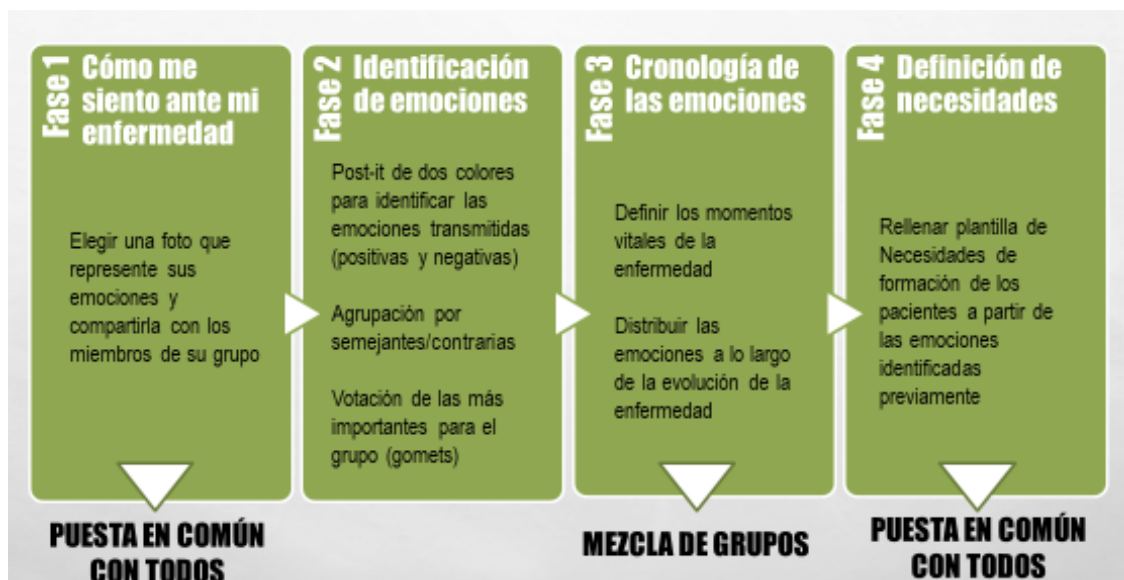 Fase 1
Cómo me
siento ante mi
enfermedad
Elegir una foto que
represente sus
emociones y
compartirla con los
miembros de su grupo
PUESTA EN COMÚN
CON TODOS
Fase 2
Identificación
de emociones
Post-it de dos colores
para identificar las
emociones transmitidas
(positivas y negativas)
Agrupación por
semejantes/contrarias
Votación de las más
importantes para el
grupo (gomets)
Fase 3
Cronología de
las emociones
Definir los momentos
vitales de la
enfermedad
Distribuir las
emociones a lo largo
de la evolución de la
enfermedad
MEZCLA DE GRUPOS
Fase 4
Definición de
necesidades
Rellenar plantilla de
Necesidades de
formación de los
pacientes a partir de
las emociones
identificadas
previamente
PUESTA EN COMÚN
CON TODOS